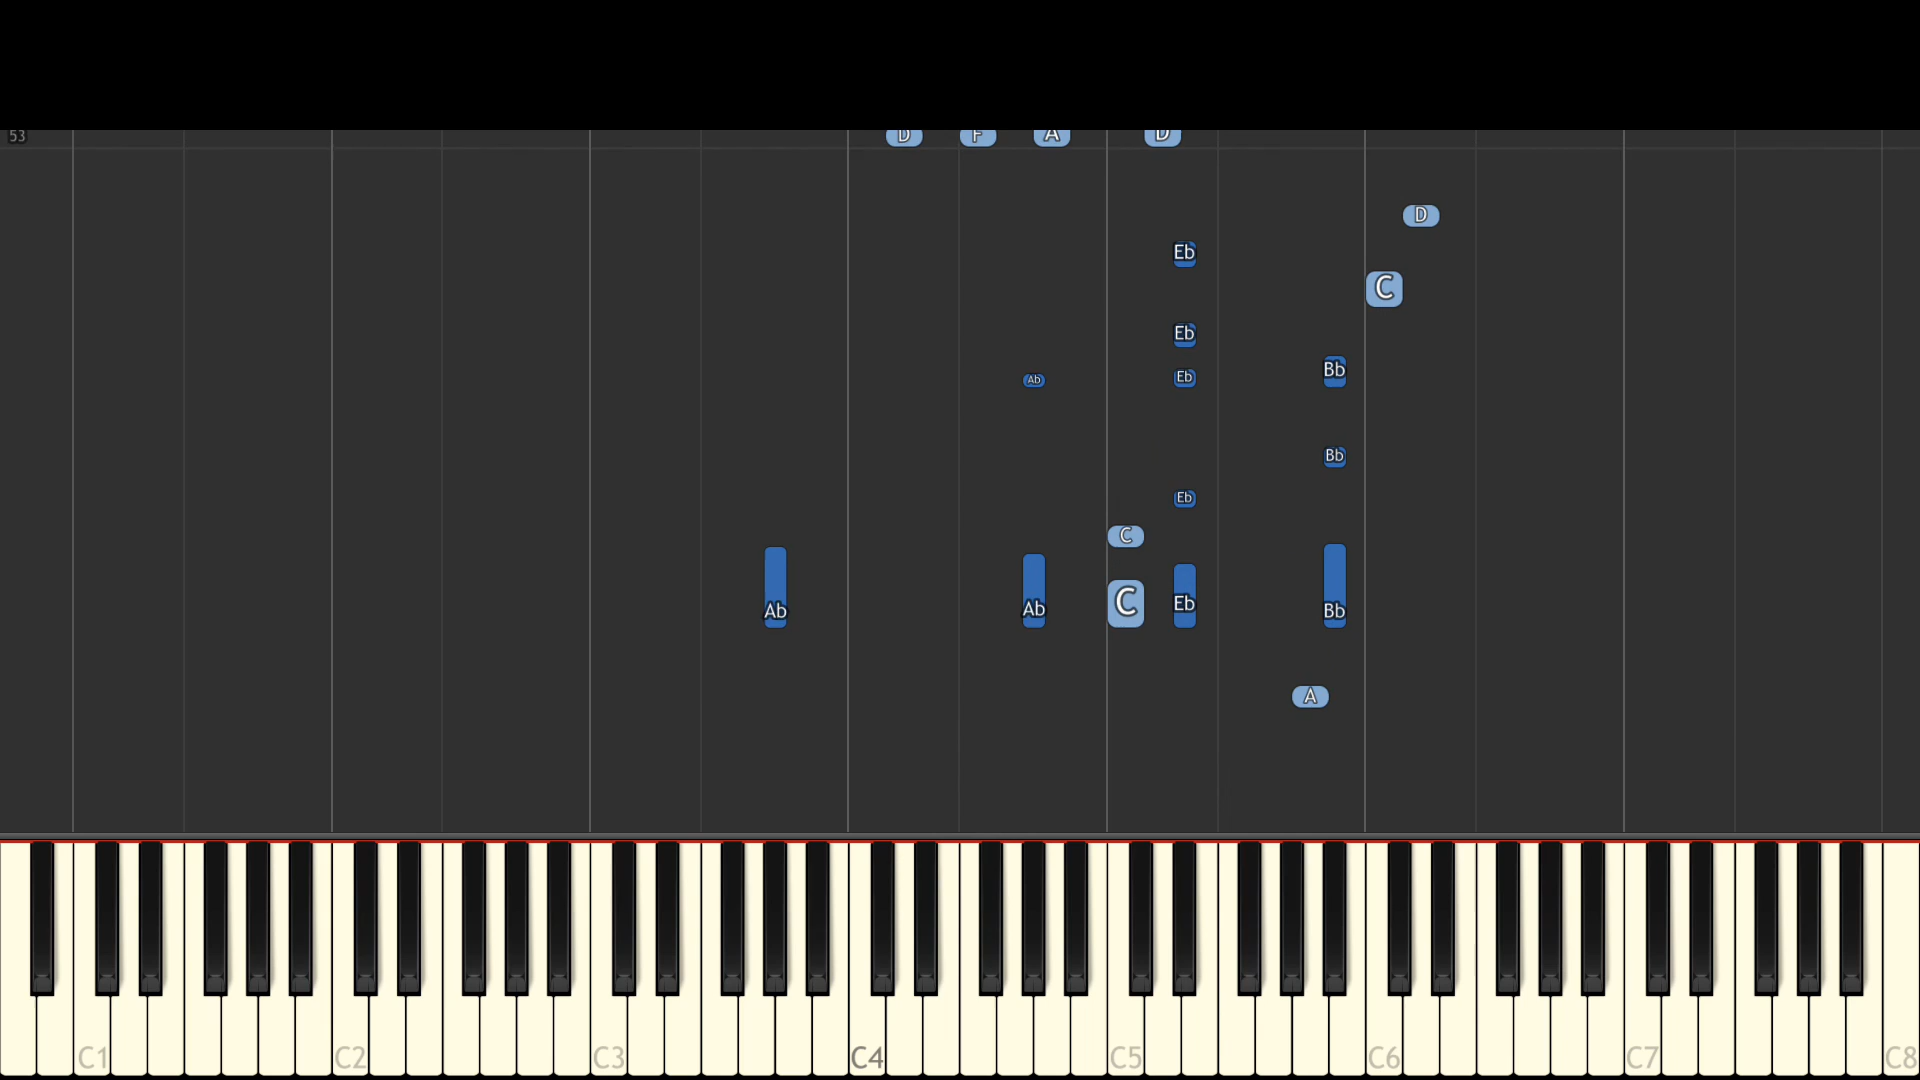 53
D F A D
D
Eb
C
Eb
Bb
Ab Eb
Bb
Eb
C
Ab Ab C Eb Bb
A
C1 C2 C3 C4 C5 C6 C7 C8